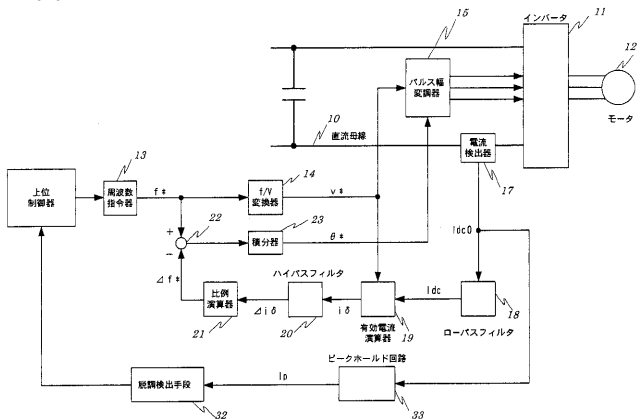 インバータ
11
15
12
パルス幅
変調器
モータ
10
直流母線
電流
検出器
17
13
14
上位
制御器
周波数
指令器
f*
f/V
変換器
v*
22
23
+
−
積分器
θ*
Idc0
Δf*
ハイパスフィルタ
比例
演算器
Δiδ
iδ
Idc
21
20
19
18
有効電流
演算器
ローパスフィルタ
ピークホールド回路
脱調検出手段
Ip
32
33